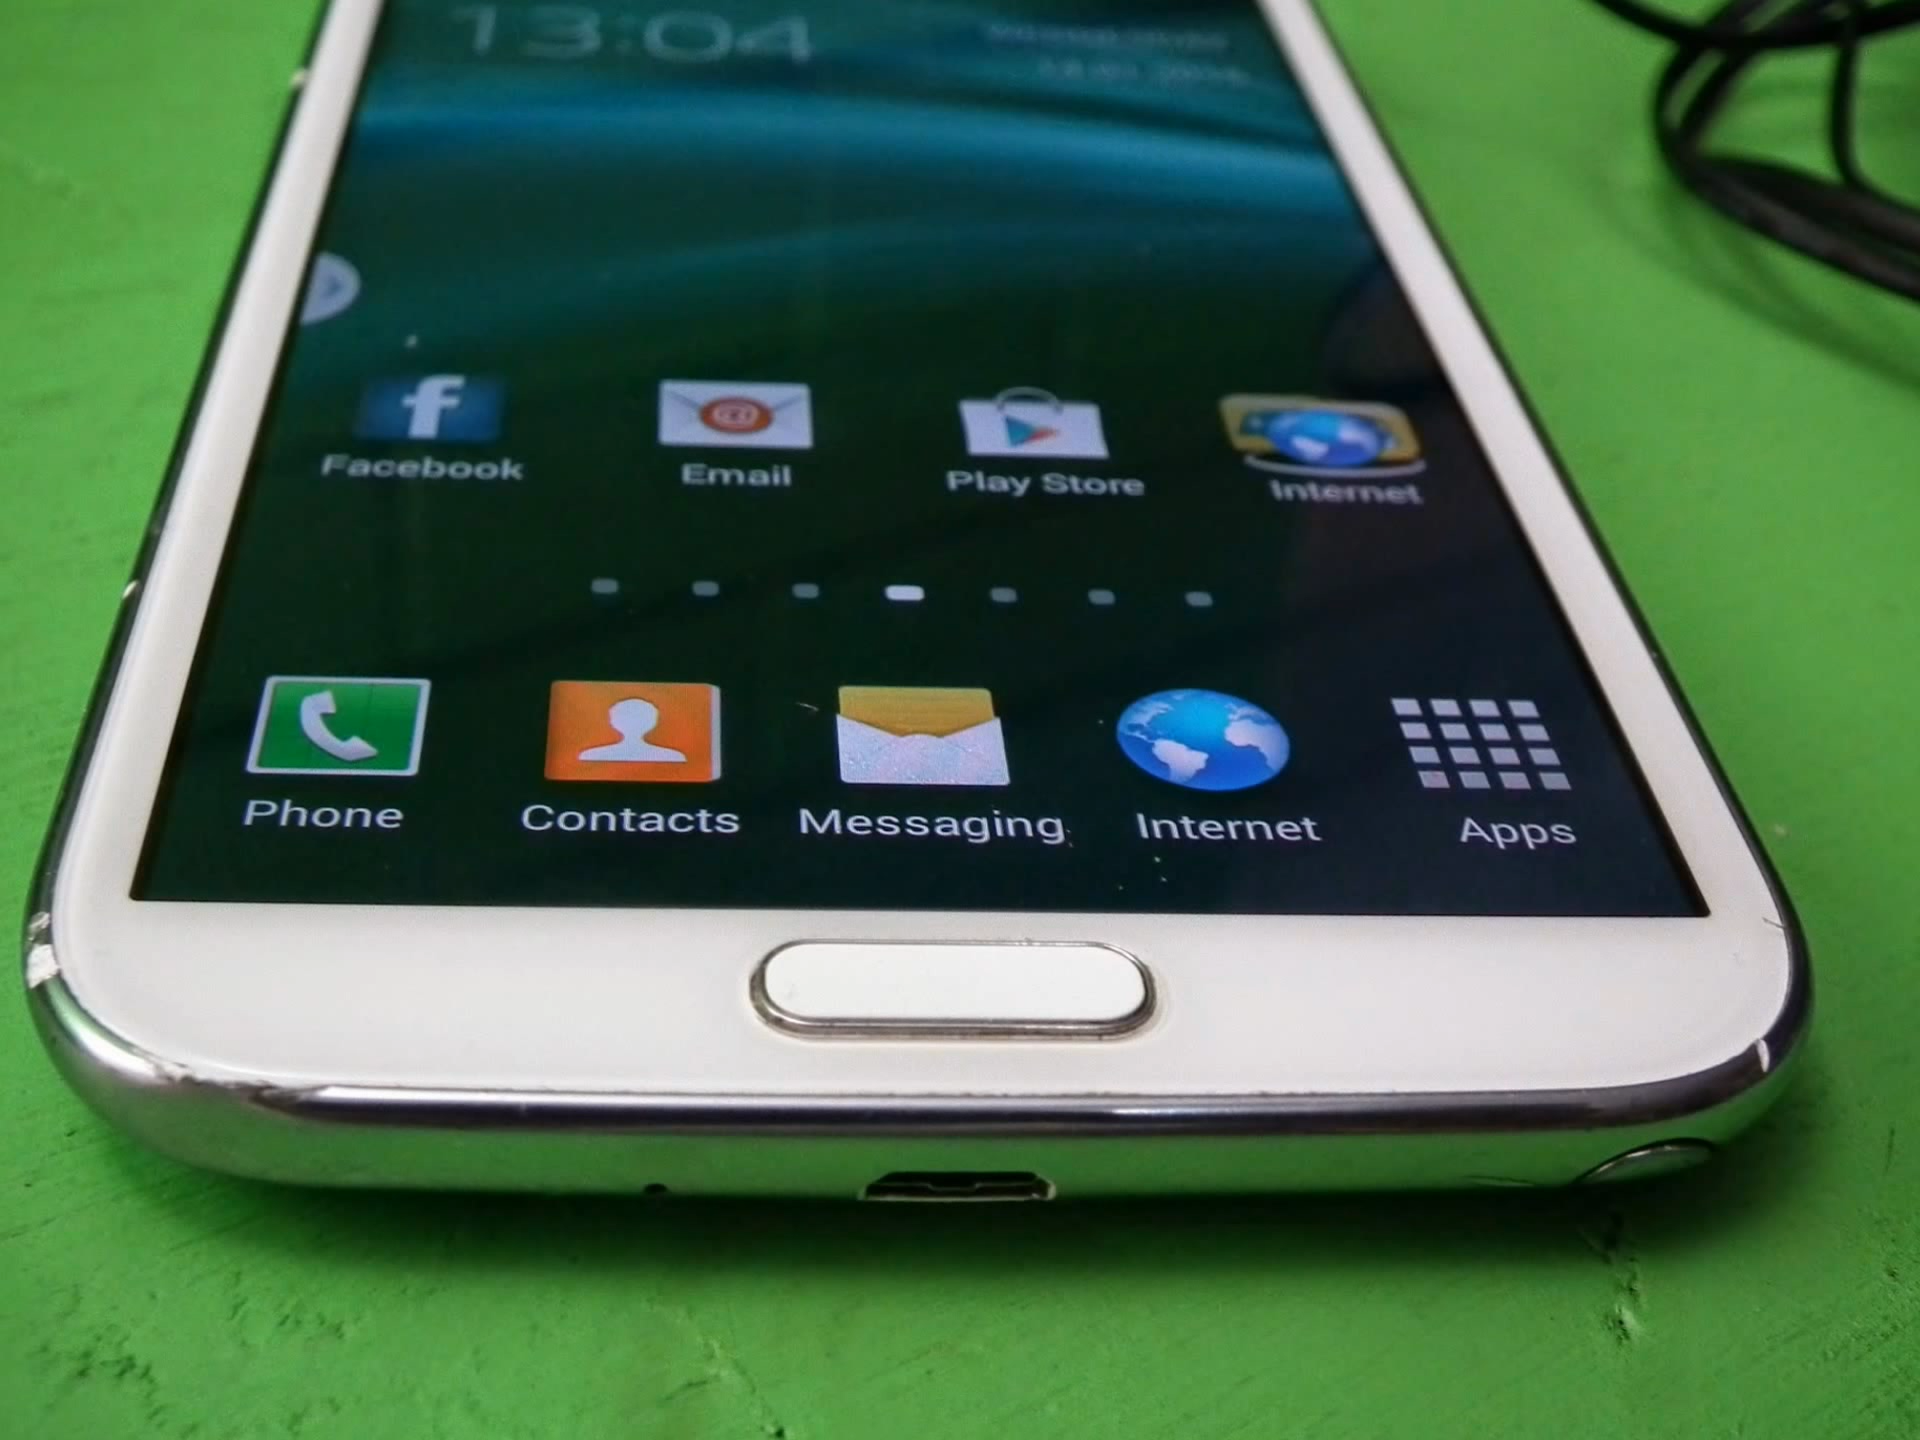 13:04
Facebook Email Play Store Internet
Phone Contacts Messaging Internet Apps